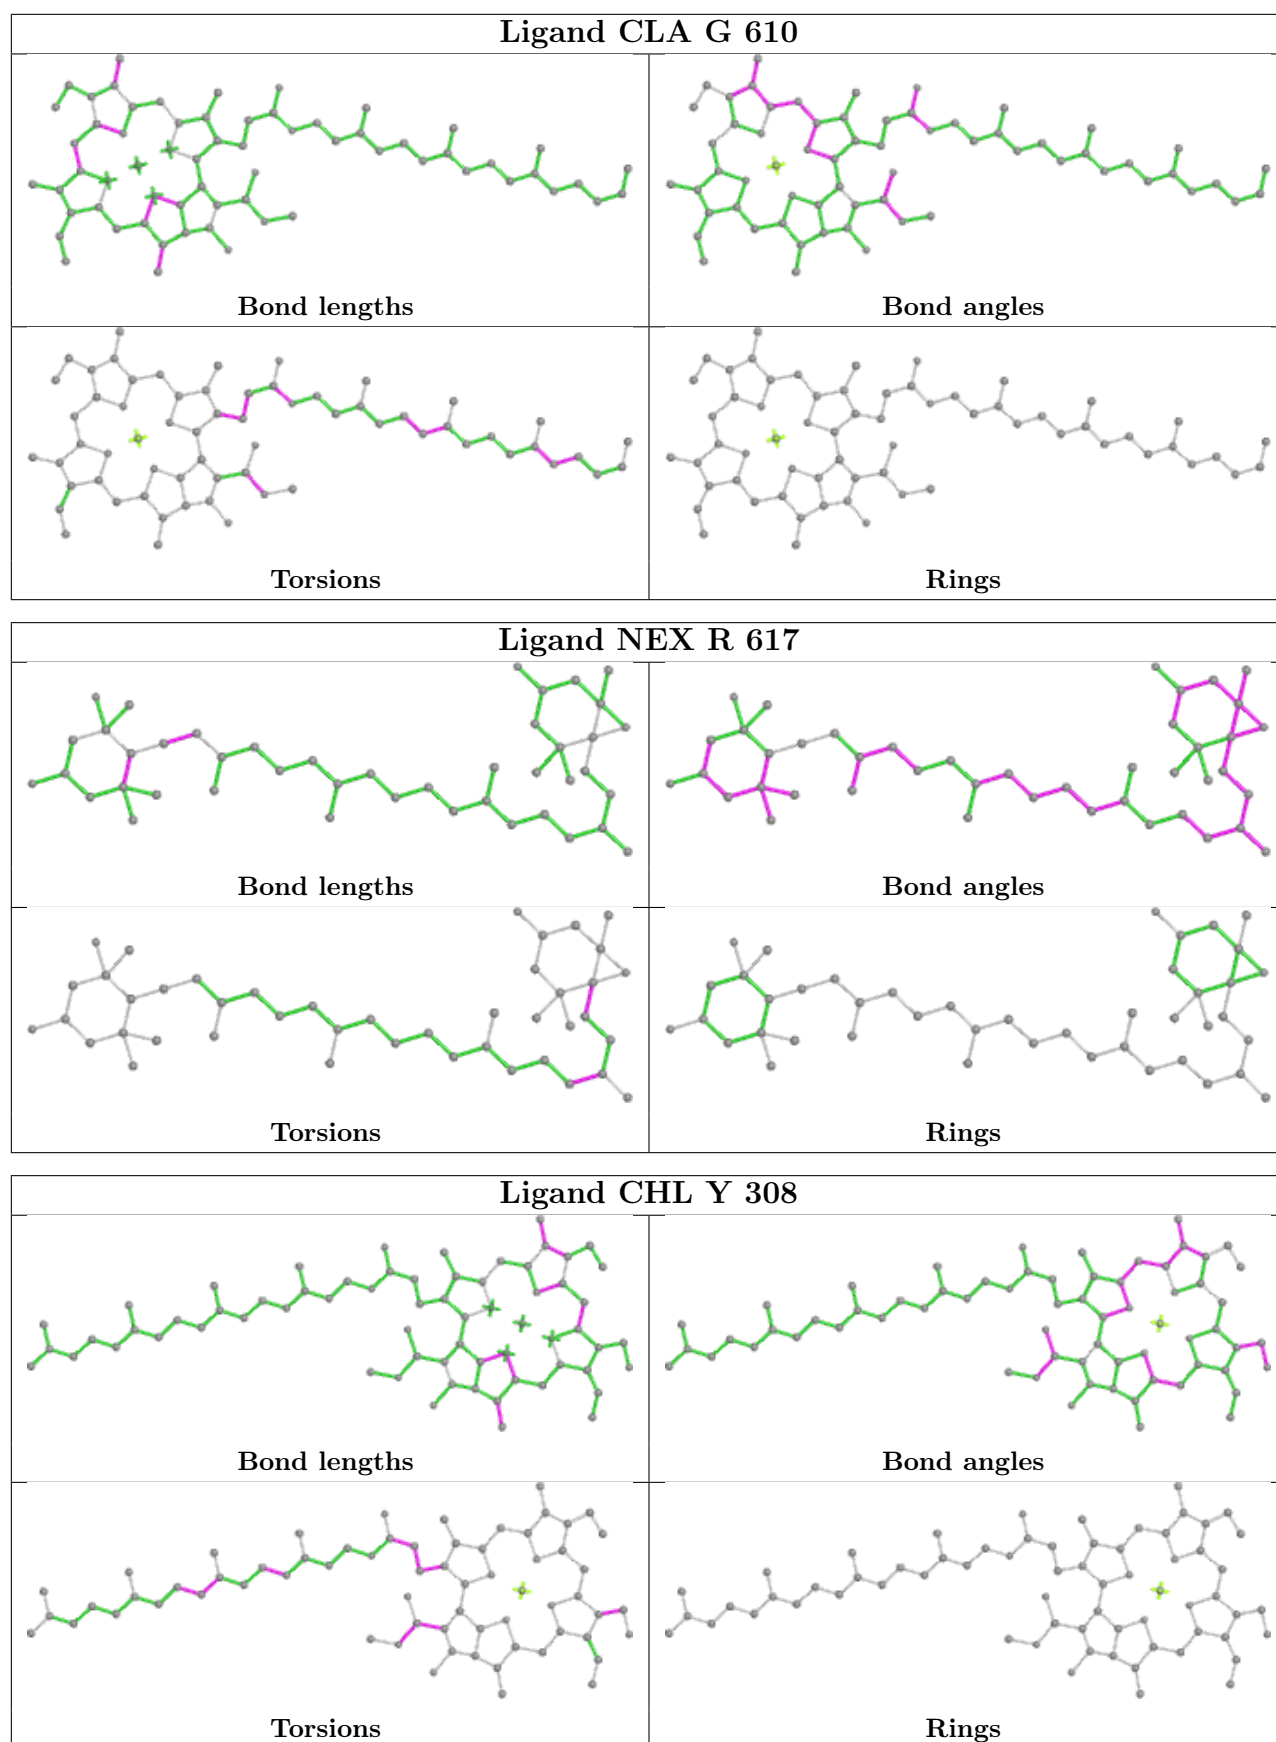 Ligand CLA G 610
Bond lengths
Bond angles
Torsions
Rings
Ligand NEX R 617
Bond lengths
Bond angles
Torsions
Rings
Ligand CHL Y 308
Bond lengths
Bond angles
Torsions
Rings